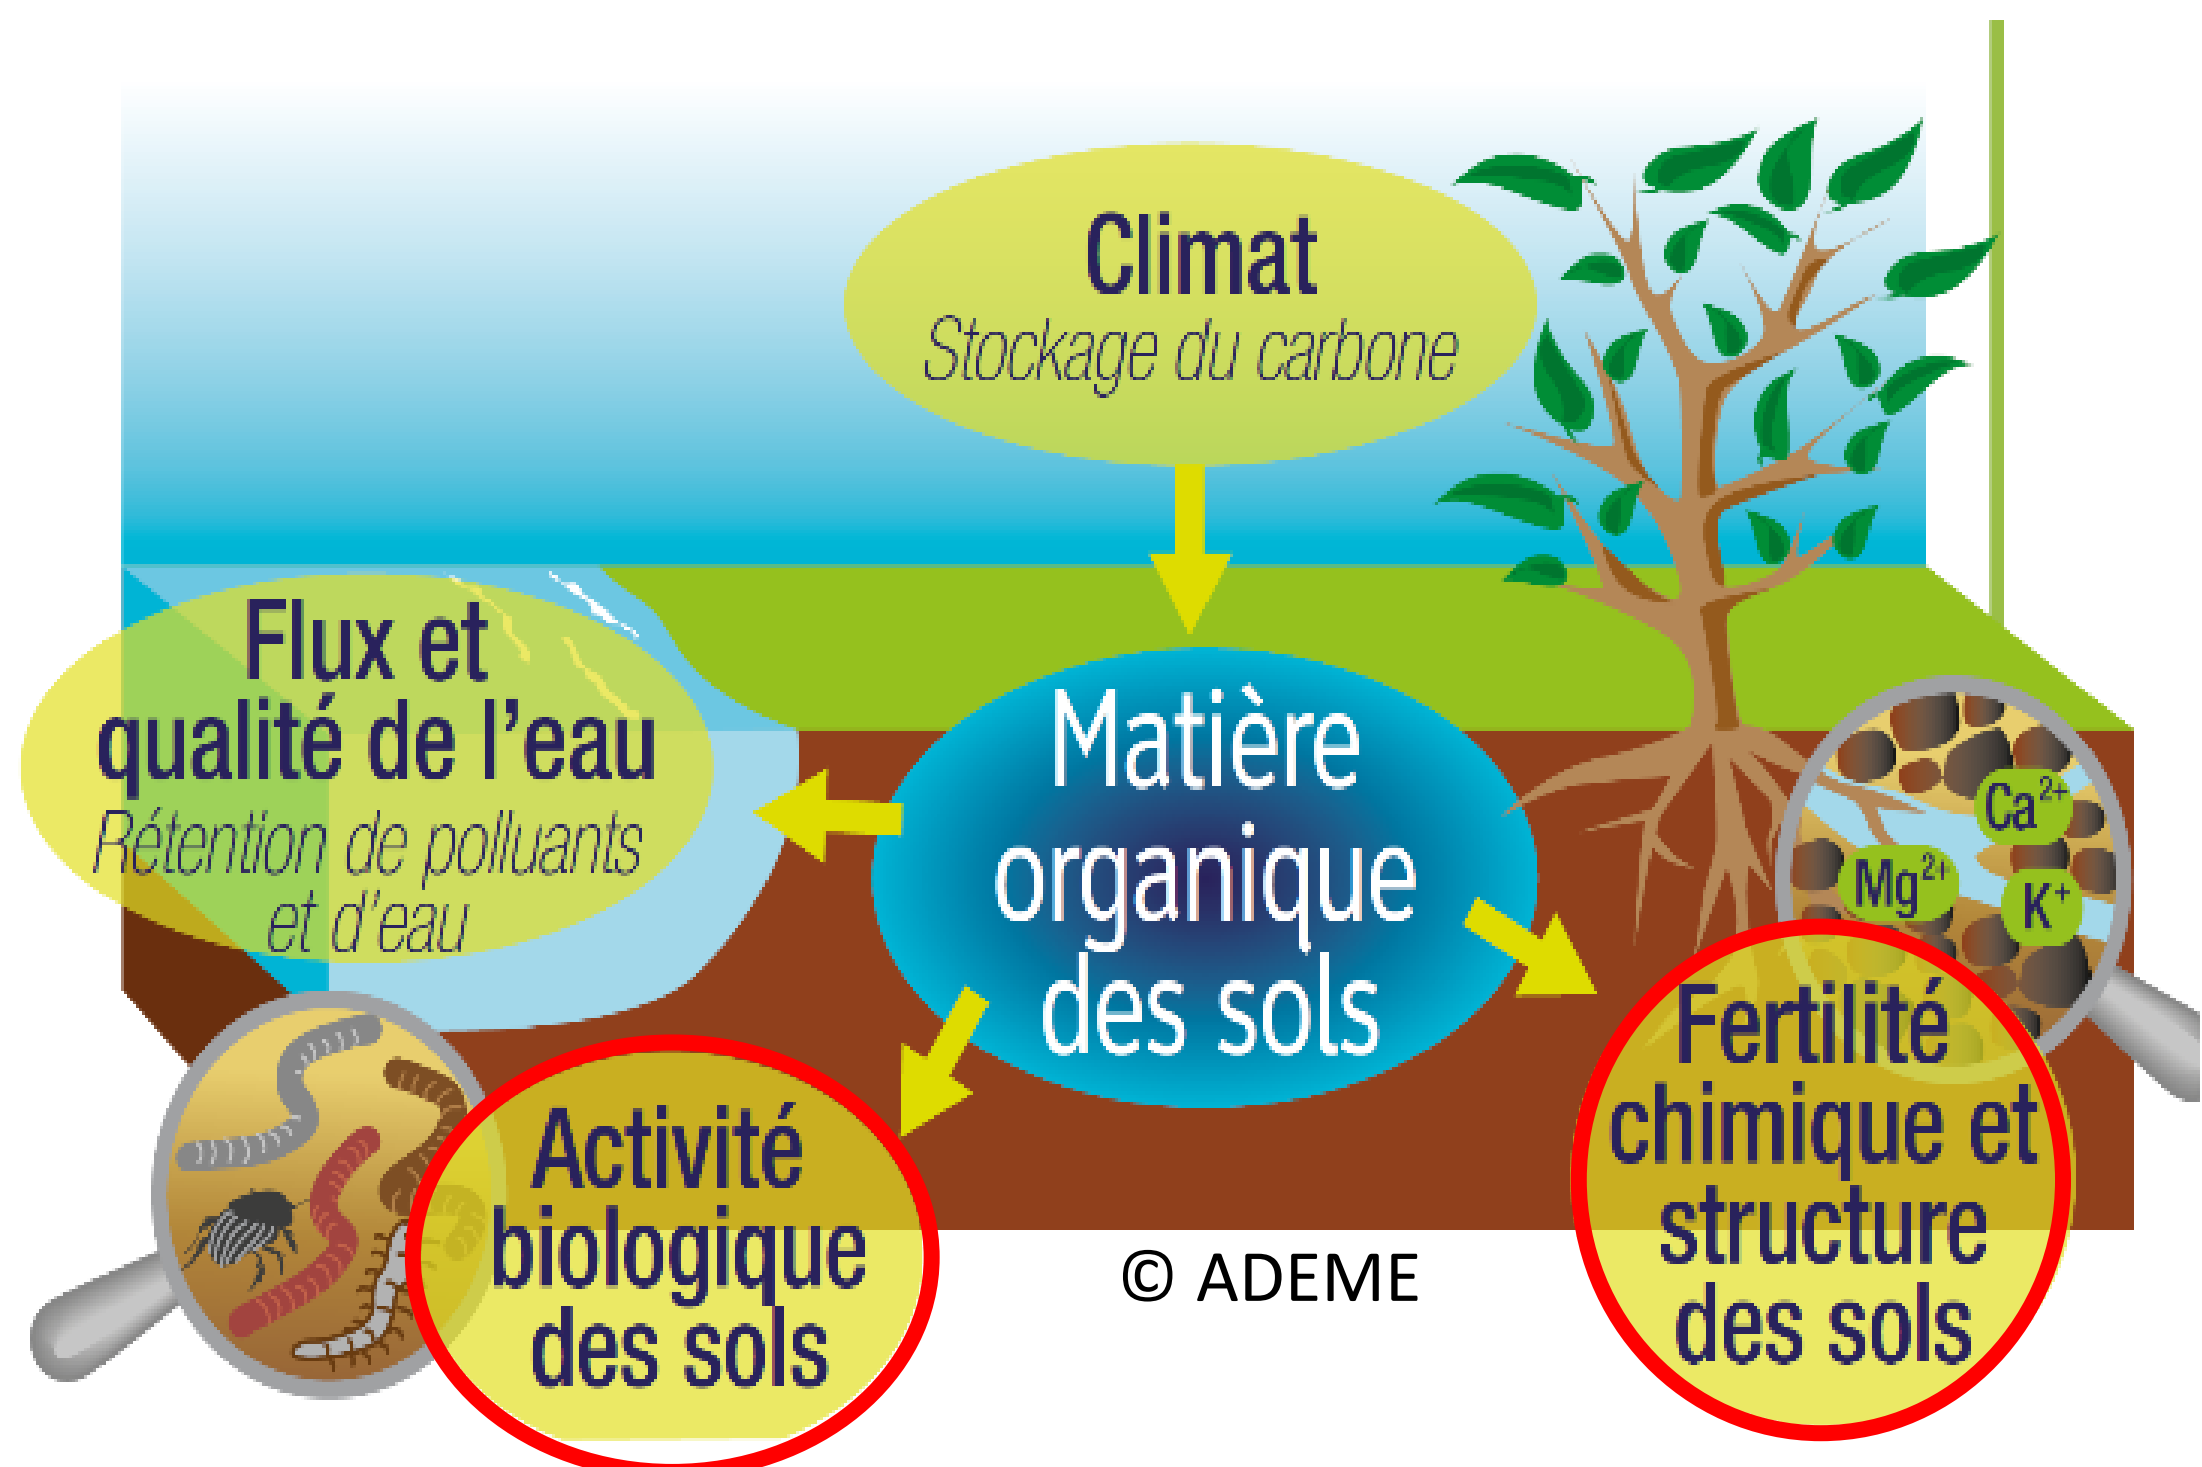 Climat
Stockage du carbone
Flux et
qualité de l'eau
Rétention de polluants
et d'eau
Matière
organique
des sols
Ca²⁺
Mg²⁺
K⁺
Activité
biologique
des sols
Fertilité
chimique et
structure
des sols
© ADEME